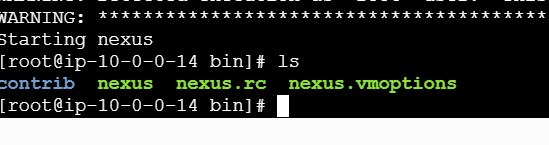 WARNING: ****************************************
Starting nexus
[root@ip-10-0-0-14 bin]# ls
contrib nexus nexus.rc nexus.vmoptions
[root@ip-10-0-0-14 bin]#